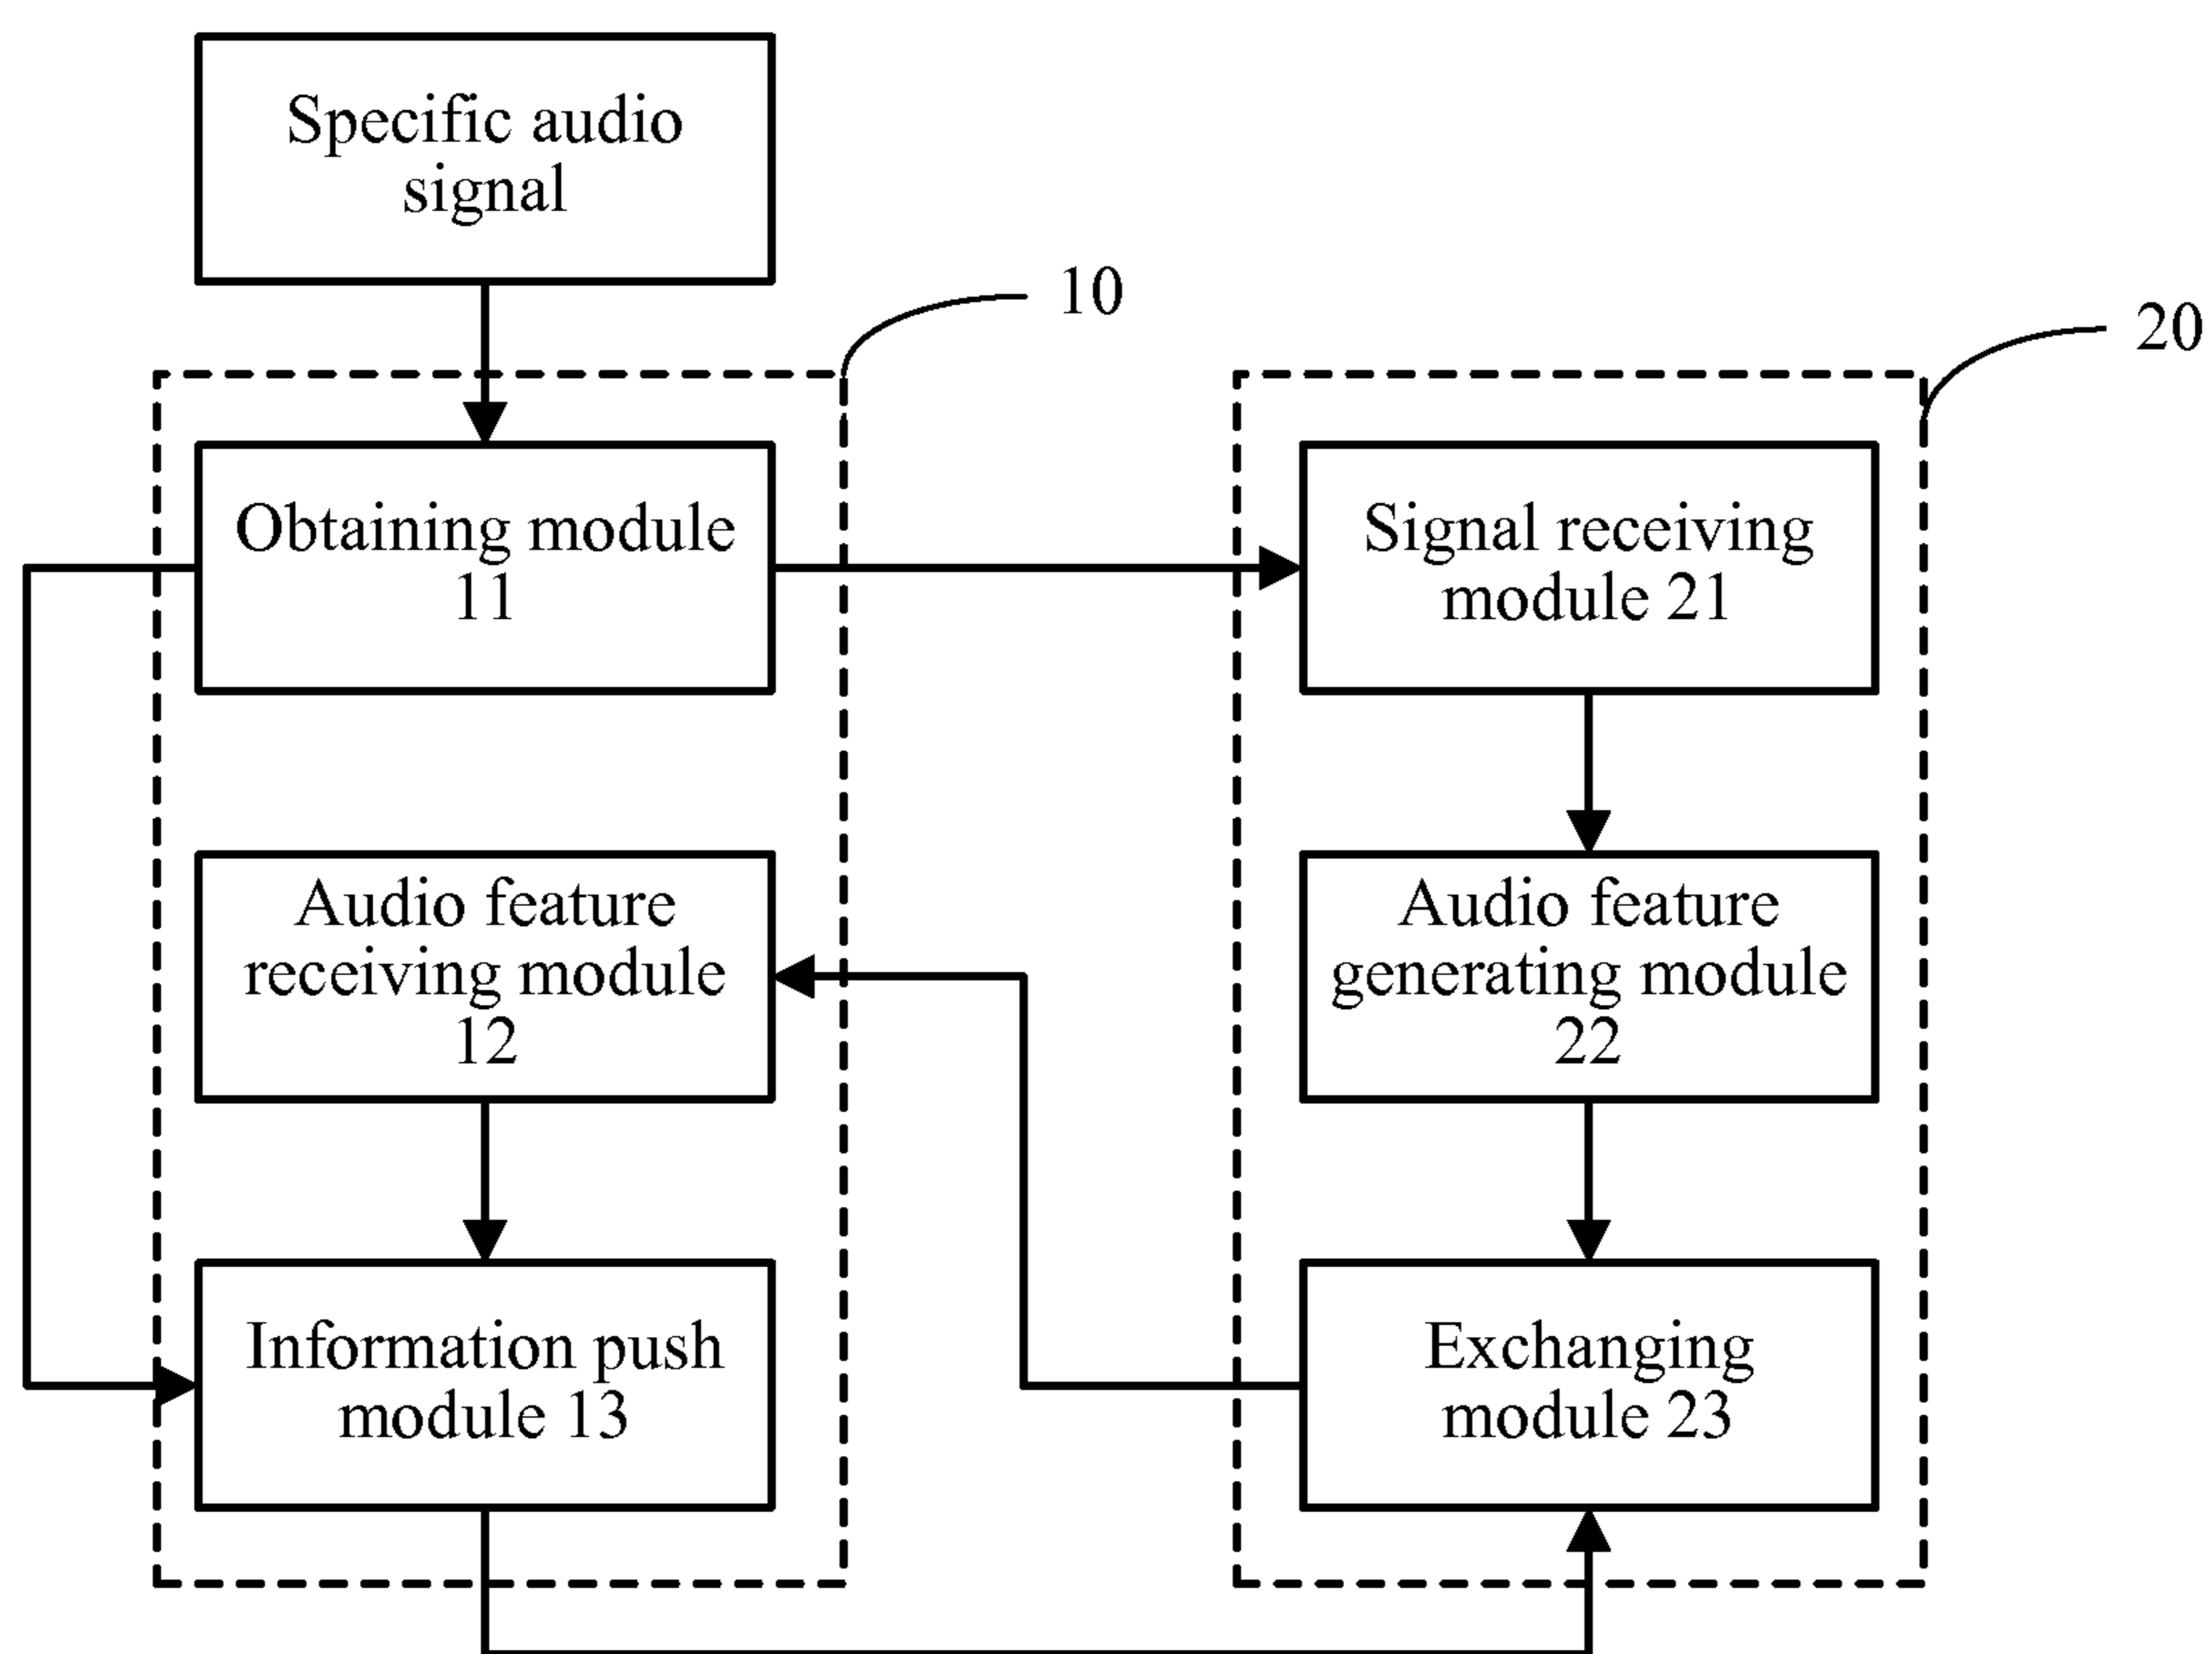 Specific audio
signal
10
20
Obtaining module
11
Signal receiving
module 21
Audio feature
receiving module
12
Audio feature
generating module
22
Information push
module 13
Exchanging
module 23